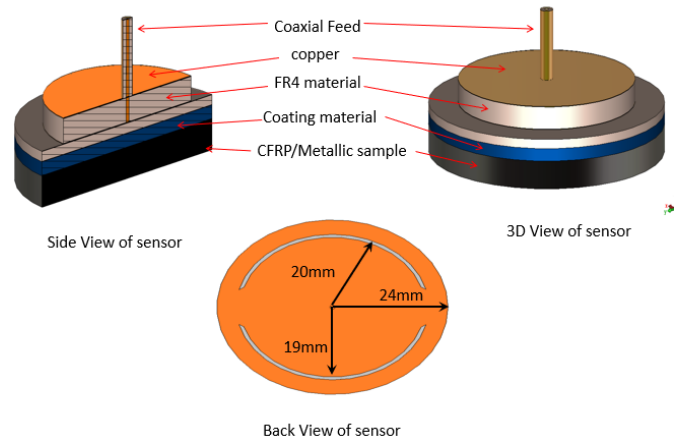 Coaxial Feed
copper
FR4 material
Coating material
CFRP/Metallic sample
Side View of sensor
3D View of sensor
20mm
24mm
19mm
Back View of sensor